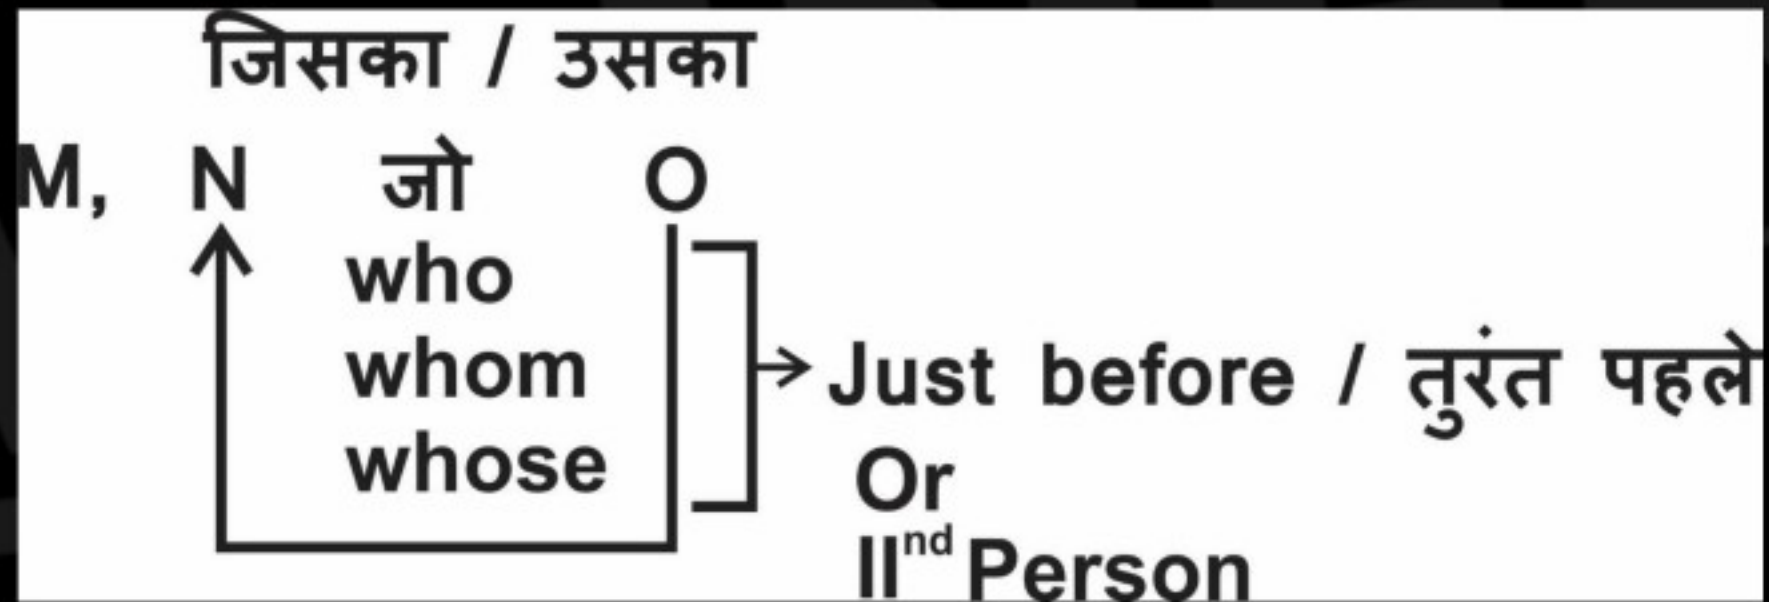 जिसका / उसका
M, N जो O
who
whom
whose
Just before / तुरंत पहले
Or
IInd Person